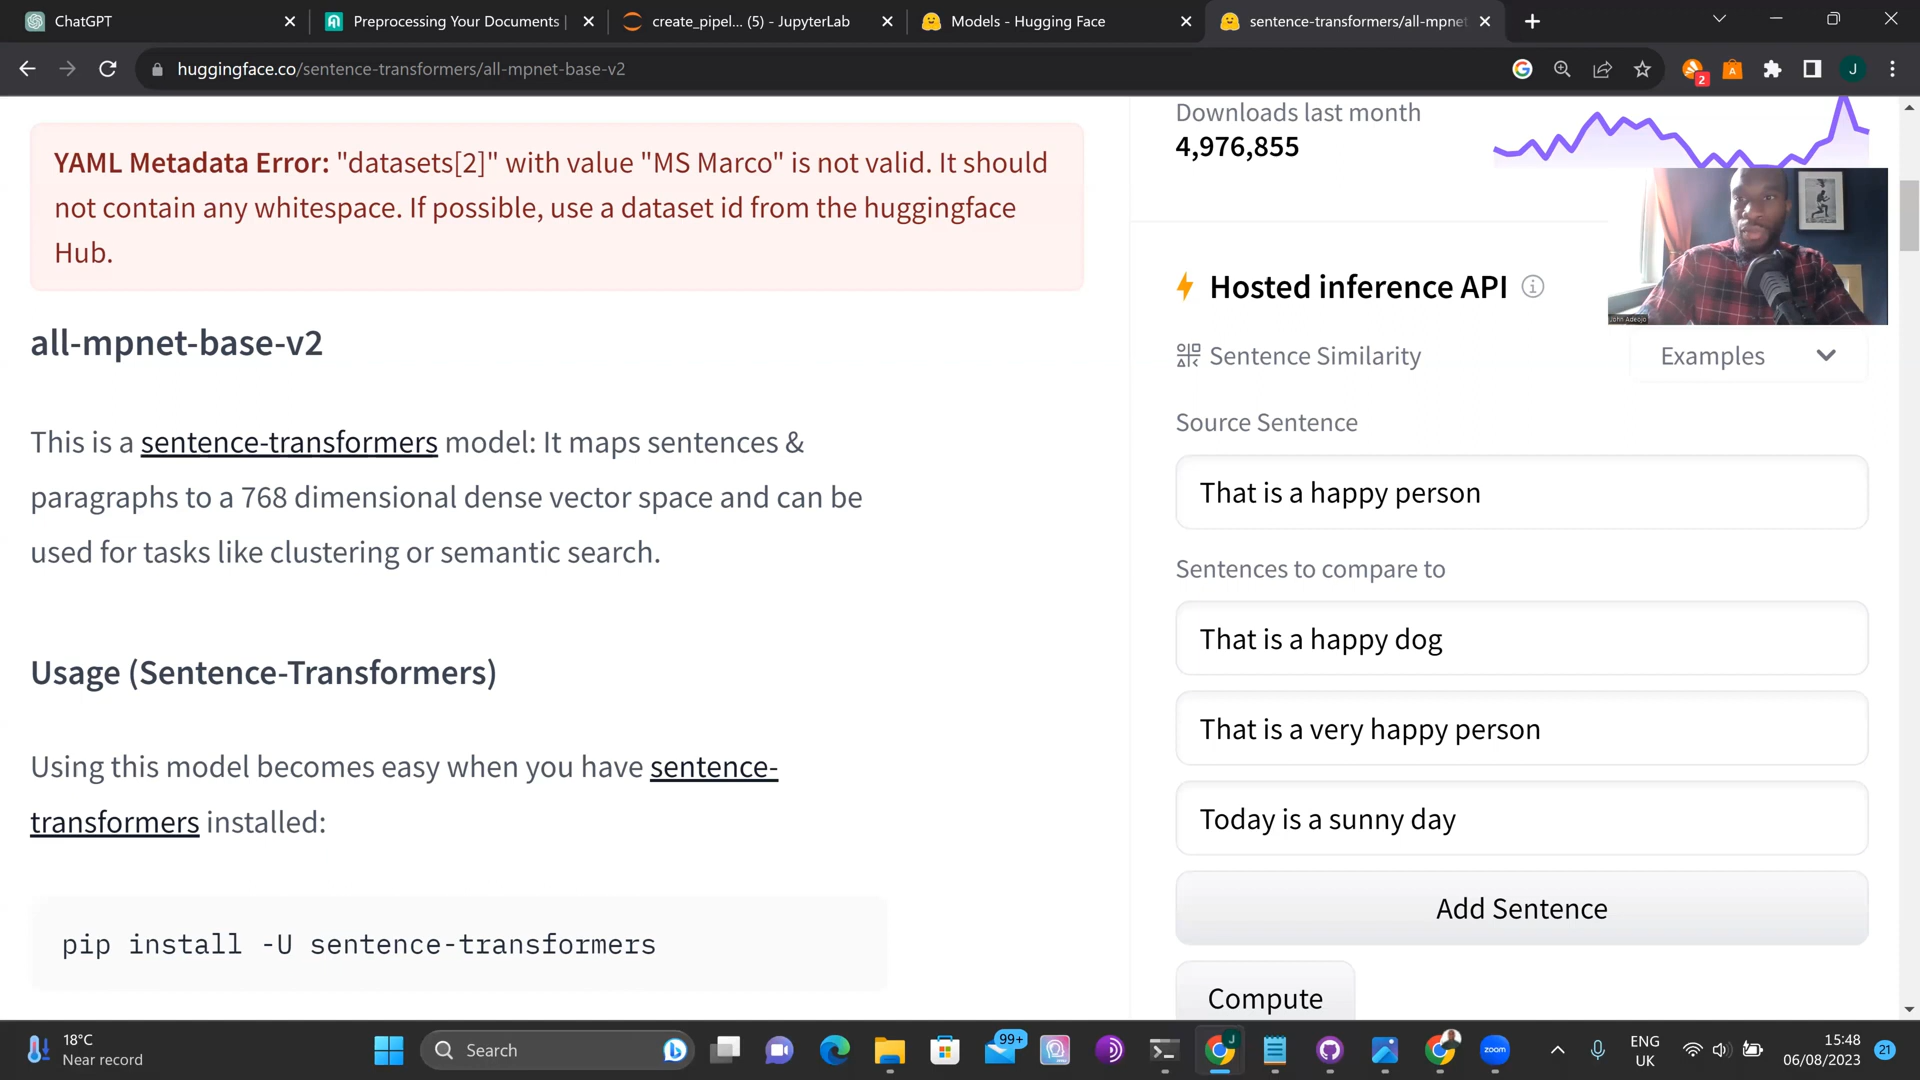 ChatGPT
Preprocessing Your Documents |
create_pipel... (5) - JupyterLab
Models - Hugging Face
sentence-transformers/all-mpnet
huggingface.co/sentence-transformers/all-mpnet-base-v2
2
A
J
YAML Metadata Error: "datasets[2]" with value "MS Marco" is not valid. It should
not contain any whitespace. If possible, use a dataset id from the huggingface
Hub.
all-mpnet-base-v2
This is a sentence-transformers model: It maps sentences &
paragraphs to a 768 dimensional dense vector space and can be
used for tasks like clustering or semantic search.
Usage (Sentence-Transformers)
Using this model becomes easy when you have sentence-
transformers installed:
pip install -U sentence-transformers
Downloads last month
4,976,855
John Adeojo
Hosted inference API
Sentence Similarity
Examples
Source Sentence
That is a happy person
Sentences to compare to
That is a happy dog
That is a very happy person
Today is a sunny day
Add Sentence
Compute
18°C
Near record
Search
99+
J
zoom
ENG
UK
15:48
06/08/2023
21